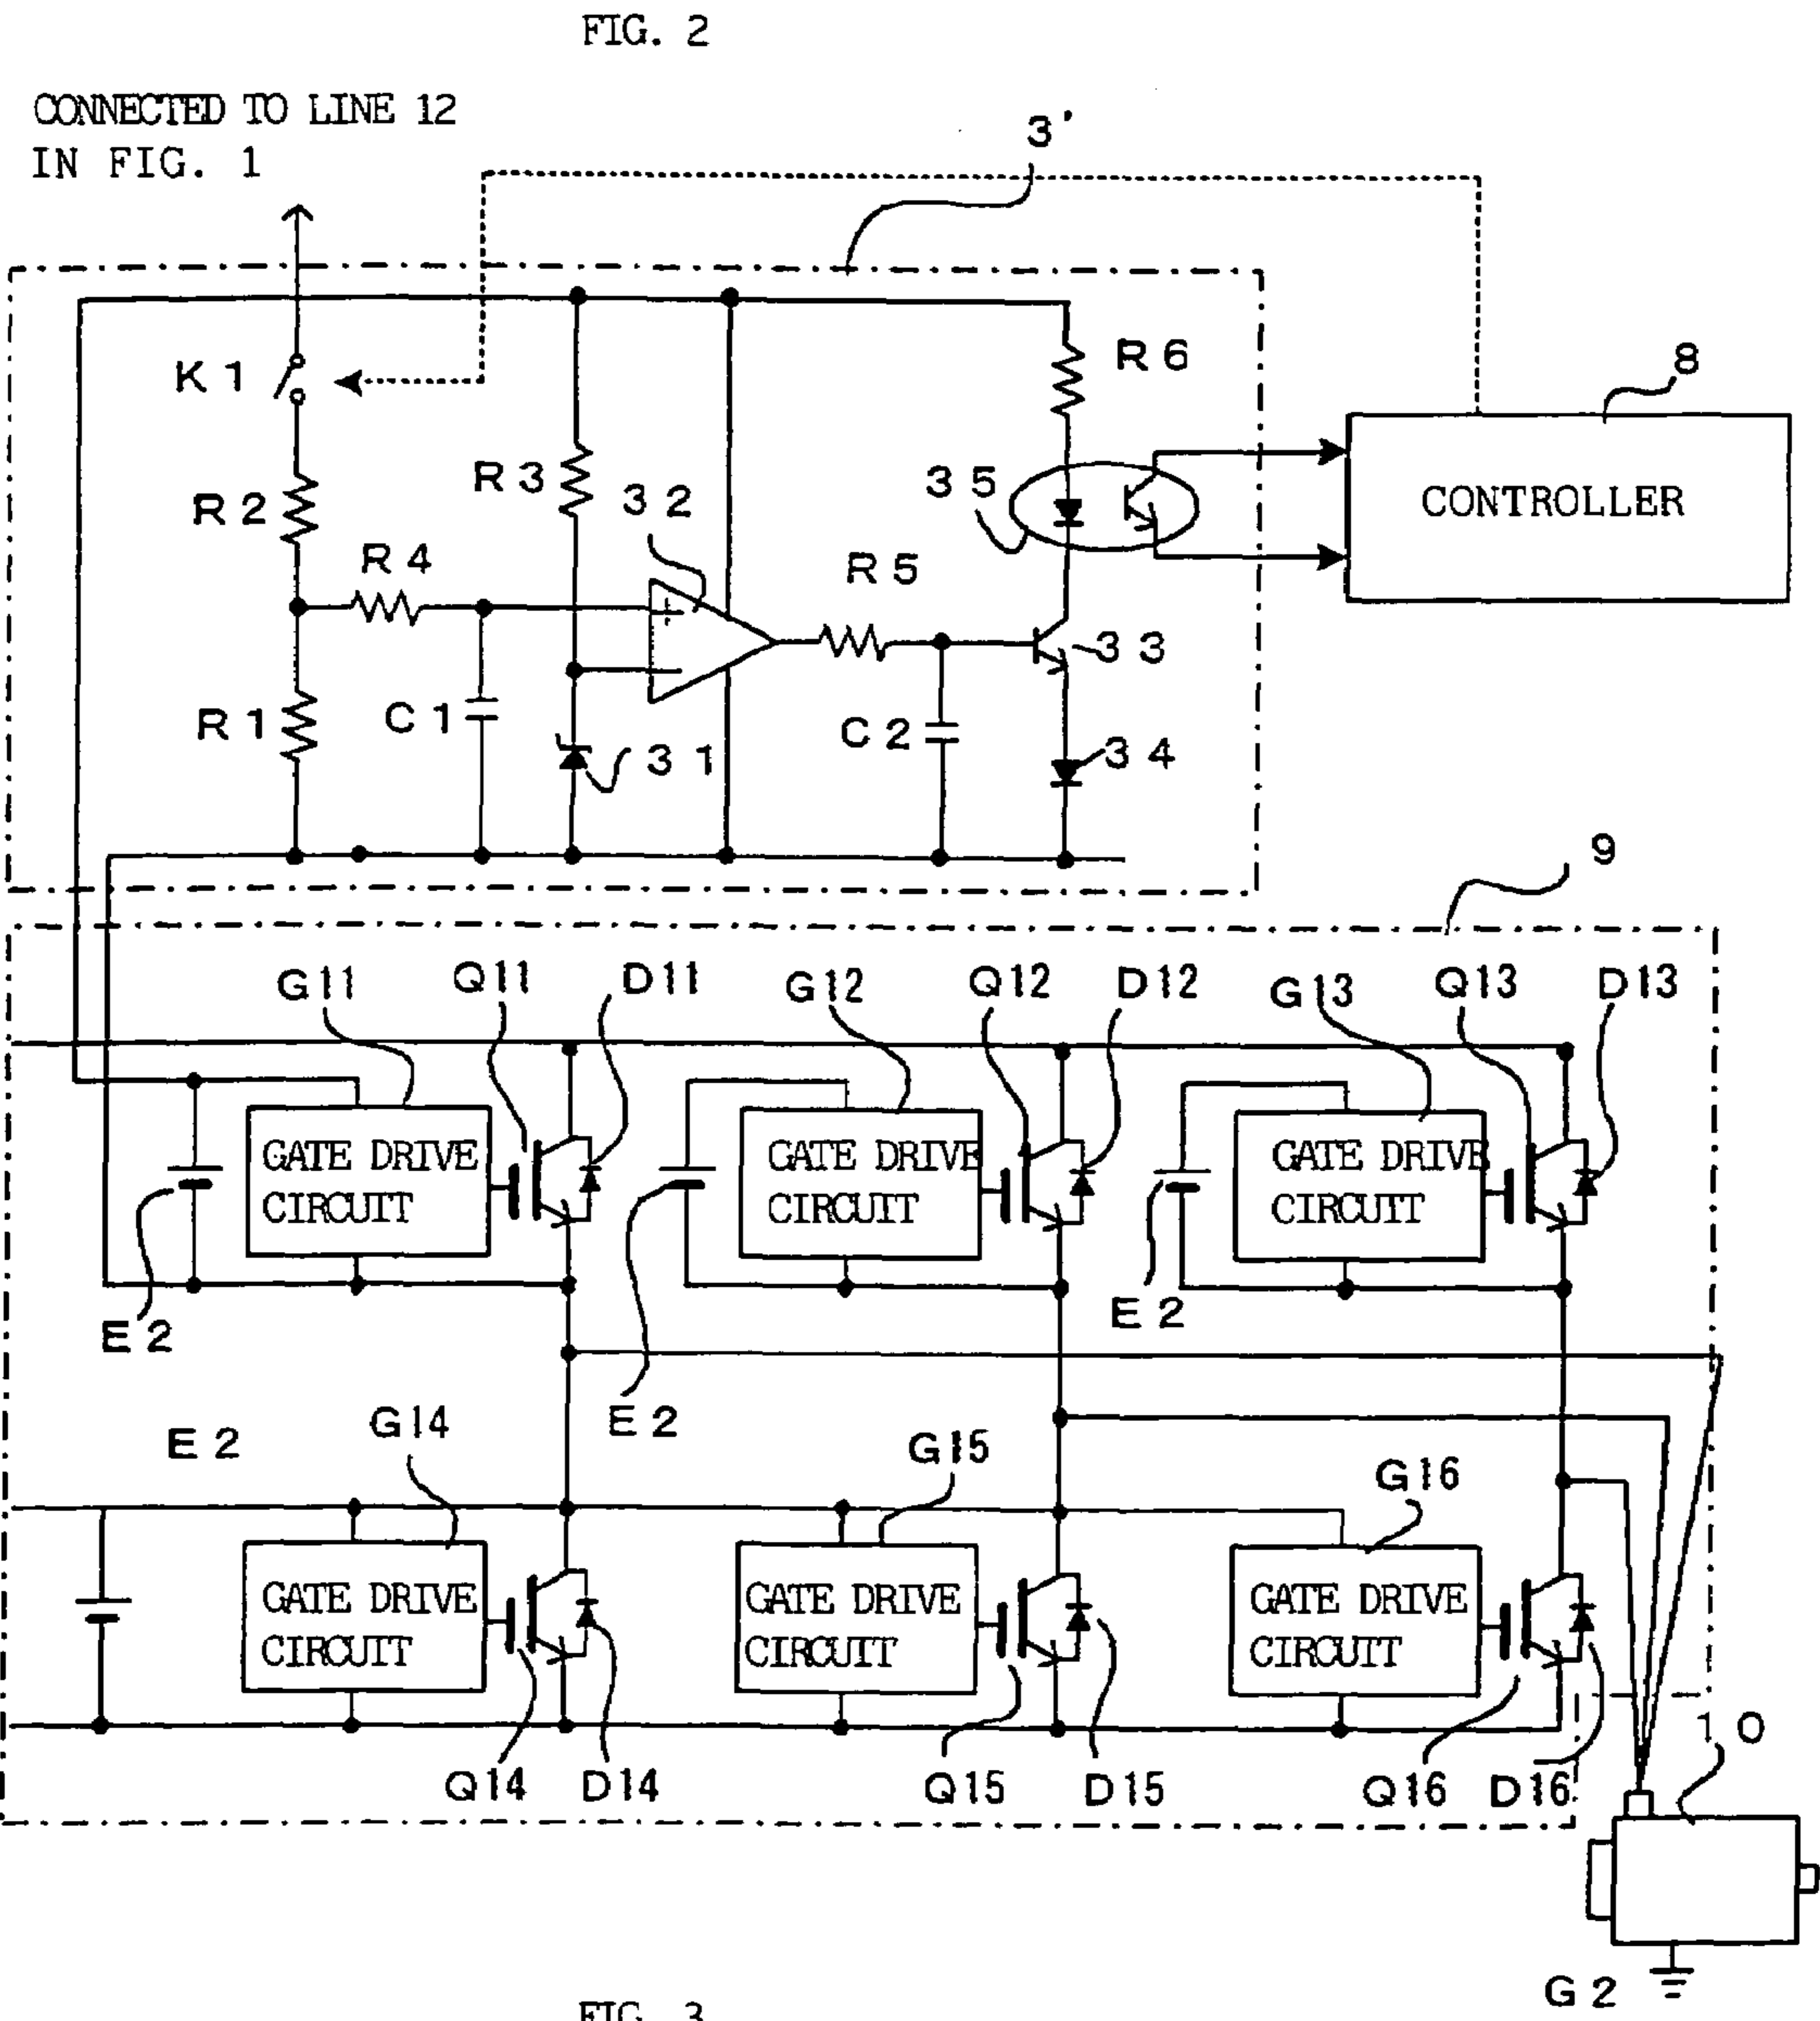 FIG. 2
CONNECTED TO LINE 12
IN FIG. 1
3'
K1
R6
8
R2
R3
32
35
CONTROLLER
R4
R5
33
R1
C1
31
C2
34
9
G11
Q11
D11
G12
Q12
D12
G13
Q13
D13
GATE DRIVE
CIRCUIT
GATE DRIVE
CIRCUIT
GATE DRIVE
CIRCUIT
E2
E2
E2
E2
G14
G15
G16
GATE DRIVE
CIRCUIT
GATE DRIVE
CIRCUIT
GATE DRIVE
CIRCUIT
10
Q14
D14
Q15
D15
Q16
D16
G2
FIG. 3